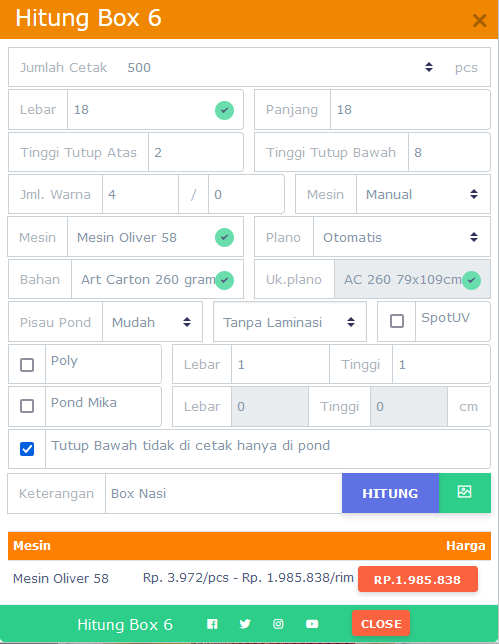 Hitung Box 6 ×
Jumlah Cetak 500 pcs
Lebar 18 Panjang 18
Tinggi Tutup Atas 2 Tinggi Tutup Bawah 8
Jml. Warna 4 / 0 Mesin Manual
Mesin Mesin Oliver 58 Plano Otomatis
Bahan Art Carton 260 gram Uk.plano AC 260 79x109cm
Pisau Pond Mudah Tanpa Laminasi SpotUV
Poly Lebar 1 Tinggi 1
Pond Mika Lebar 0 Tinggi 0 cm
Tutup Bawah tidak di cetak hanya di pond
Keterangan Box Nasi HITUNG
Mesin Harga
Mesin Oliver 58 Rp. 3.972/pcs - Rp. 1.985.838/rim RP.1.985.838
Hitung Box 6 CLOSE